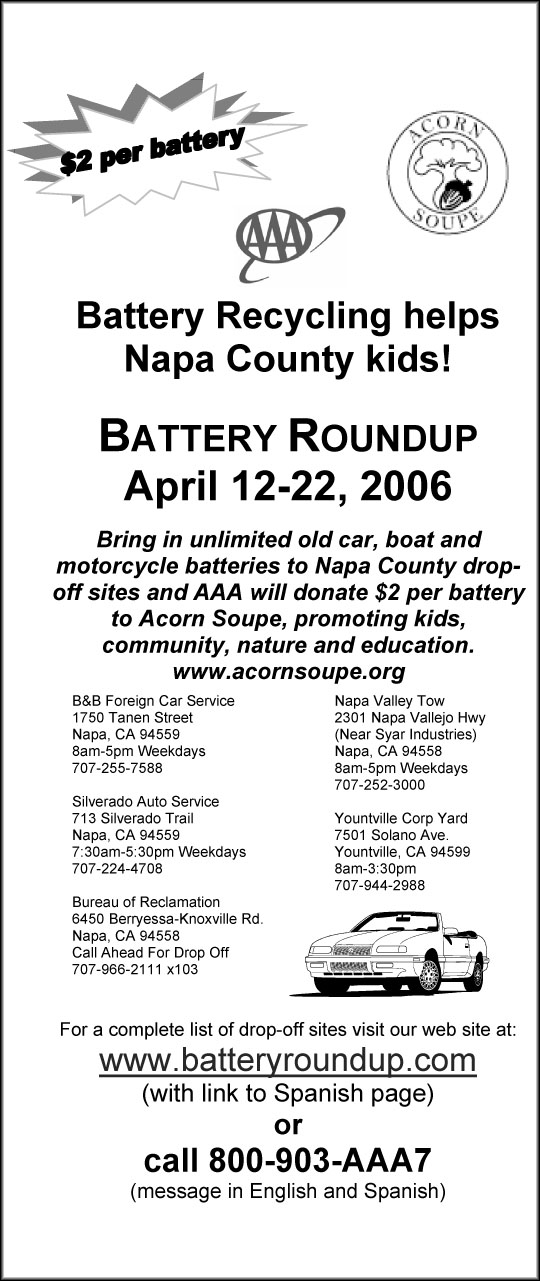 $2 per battery
ACORN
SOUPE
AAA
Battery Recycling helps
Napa County kids!
BATTERY ROUNDUP
April 12-22, 2006
Bring in unlimited old car, boat and
motorcycle batteries to Napa County drop-
off sites and AAA will donate $2 per battery
to Acorn Soupe, promoting kids,
community, nature and education.
www.acornsoupe.org
B&B Foreign Car Service
1750 Tanen Street
Napa, CA 94559
8am-5pm Weekdays
707-255-7588
Silverado Auto Service
713 Silverado Trail
Napa, CA 94559
7:30am-5:30pm Weekdays
707-224-4708
Bureau of Reclamation
6450 Berryessa-Knoxville Rd.
Napa, CA 94558
Call Ahead For Drop Off
707-966-2111 x103
Napa Valley Tow
2301 Napa Vallejo Hwy
(Near Syar Industries)
Napa, CA 94558
8am-5pm Weekdays
707-252-3000
Yountville Corp Yard
7501 Solano Ave.
Yountville, CA 94599
8am-3:30pm
707-944-2988
For a complete list of drop-off sites visit our web site at:
www.batteryroundup.com
(with link to Spanish page)
or
call 800-903-AAA7
(message in English and Spanish)